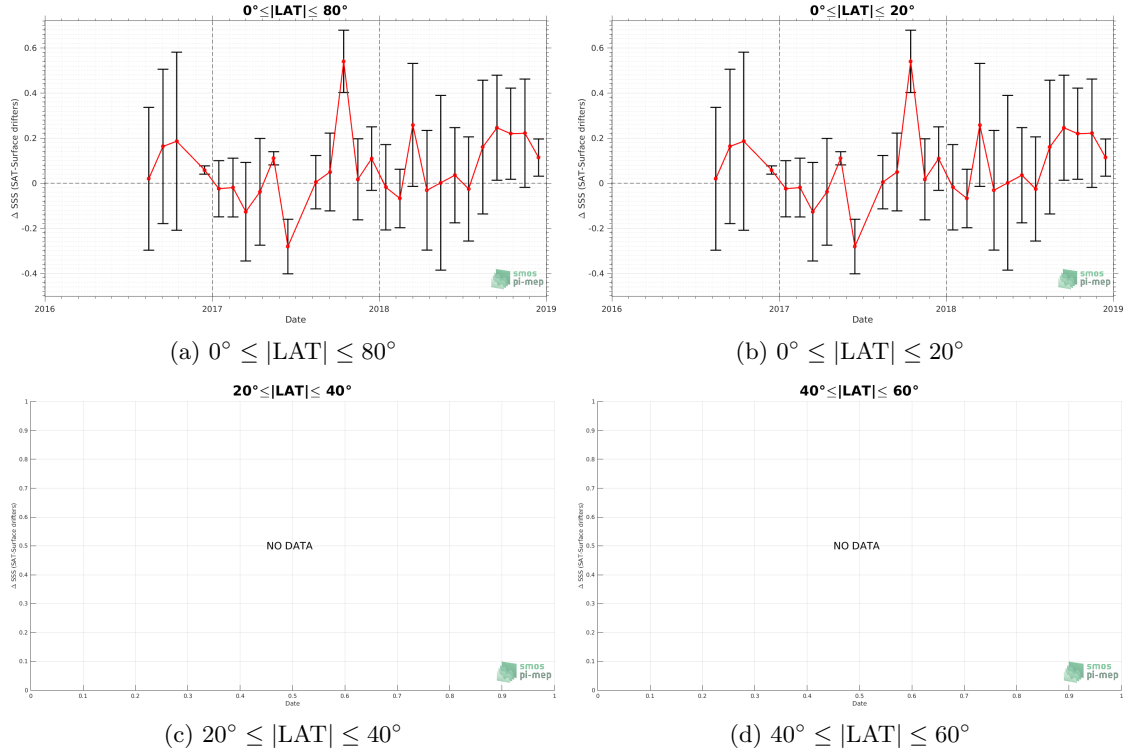 0°≤|LAT|≤ 80°
Δ SSS (SAT-Surface drifters)
0.6
0.4
0.2
0
-0.2
-0.4
2016
2017
2018
2019
Date
smos
pi-mep
(a) 0° ≤ |LAT| ≤ 80°
0°≤|LAT|≤ 20°
Δ SSS (SAT-Surface drifters)
0.6
0.4
0.2
0
-0.2
-0.4
2016
2017
2018
2019
Date
smos
pi-mep
(b) 0° ≤ |LAT| ≤ 20°
20°≤|LAT|≤ 40°
Δ SSS (SAT-Surface drifters)
1
0.9
0.8
0.7
0.6
0.5
0.4
0.3
0.2
0.1
0
NO DATA
0 0.1 0.2 0.3 0.4 0.5 0.6 0.7 0.8 0.9 1
Date
smos
pi-mep
(c) 20° ≤ |LAT| ≤ 40°
40°≤|LAT|≤ 60°
Δ SSS (SAT-Surface drifters)
1
0.9
0.8
0.7
0.6
0.5
0.4
0.3
0.2
0.1
0
NO DATA
0 0.1 0.2 0.3 0.4 0.5 0.6 0.7 0.8 0.9 1
Date
smos
pi-mep
(d) 40° ≤ |LAT| ≤ 60°